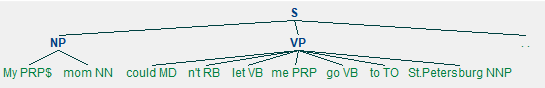 S
NP VP . .
My PRP$ mom NN could MD n't RB let VB me PRP go VB to TO St.Petersburg NNP